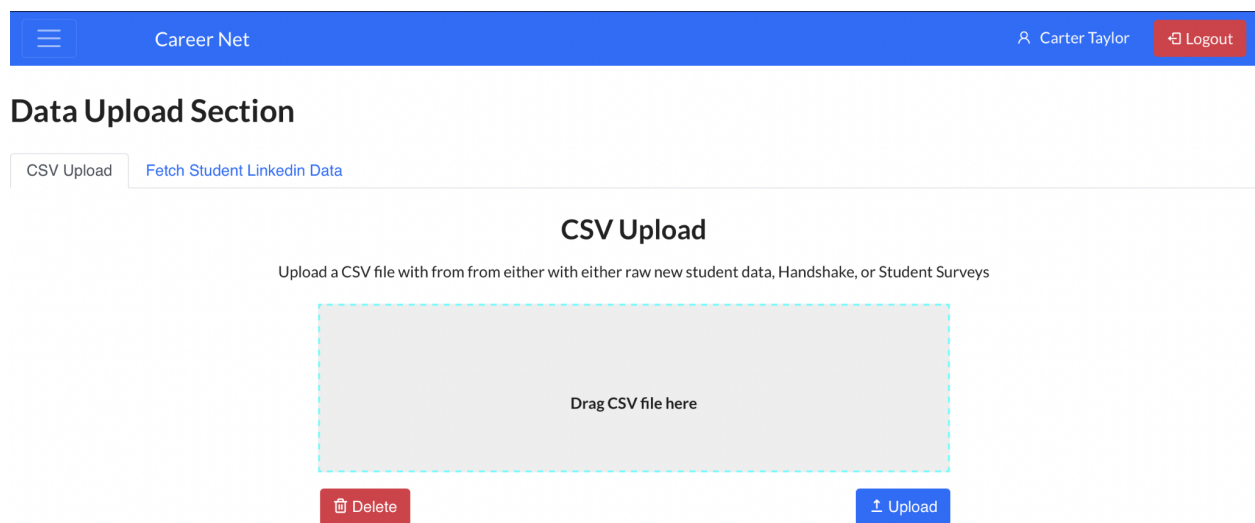 Career Net
Carter Taylor
Logout
Data Upload Section
CSV Upload
Fetch Student Linkedin Data
CSV Upload
Upload a CSV file with from from either with either raw new student data, Handshake, or Student Surveys
Drag CSV file here
Delete
Upload